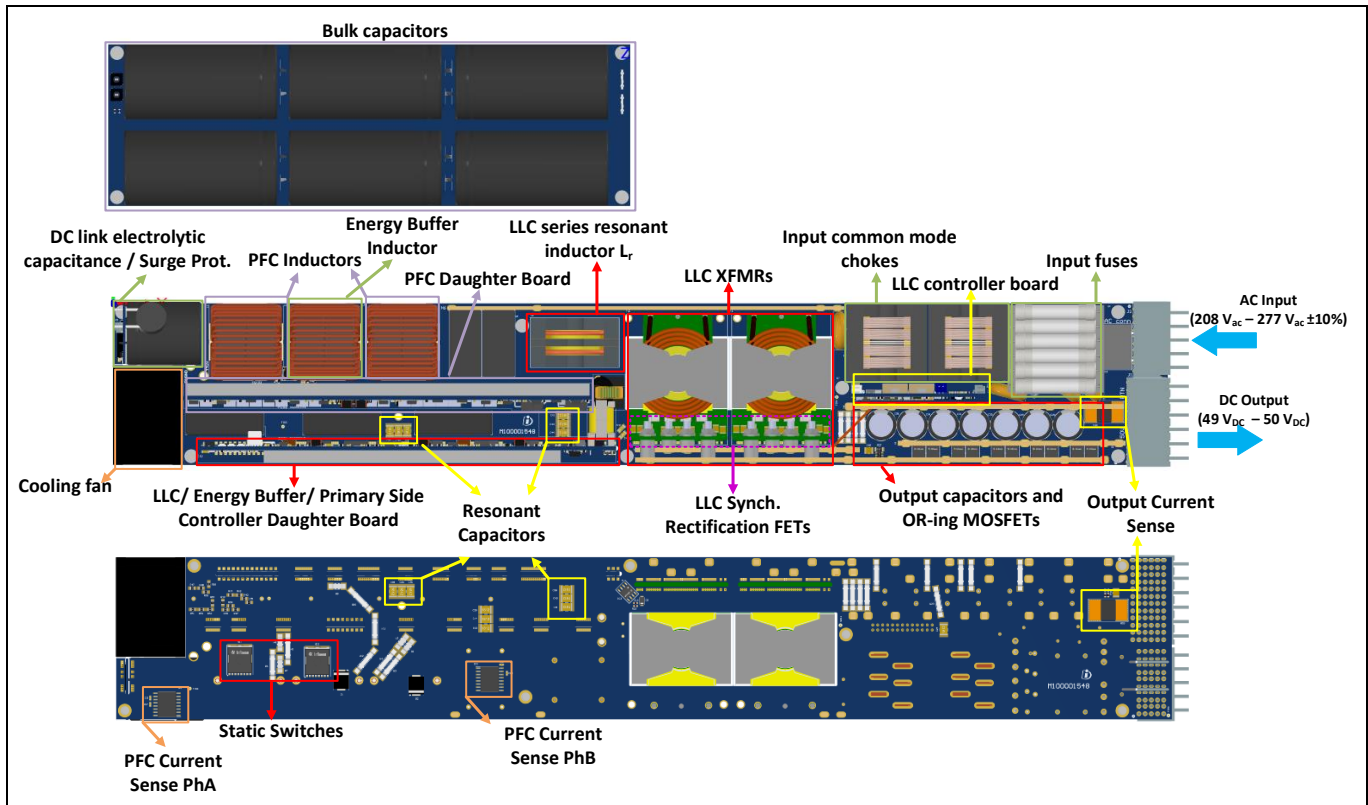 Bulk capacitors
Energy Buffer
Inductor
DC link electrolytic
capacitance / Surge Prot.
PFC Inductors
PFC Daughter Board
LLC series resonant
inductor Lr
LLC XFMRs
Input common mode
chokes
LLC controller board
Input fuses
AC Input
(208 Vac – 277 Vac ±10%)
DC Output
(49 VDC – 50 VDC)
M100001548
Cooling fan
LLC/ Energy Buffer/ Primary Side
Controller Daughter Board
Resonant
Capacitors
LLC Synch.
Rectification FETs
Output capacitors and
OR-ing MOSFETs
Output Current
Sense
M100001548
Static Switches
PFC Current
Sense PhA
PFC Current
Sense PhB